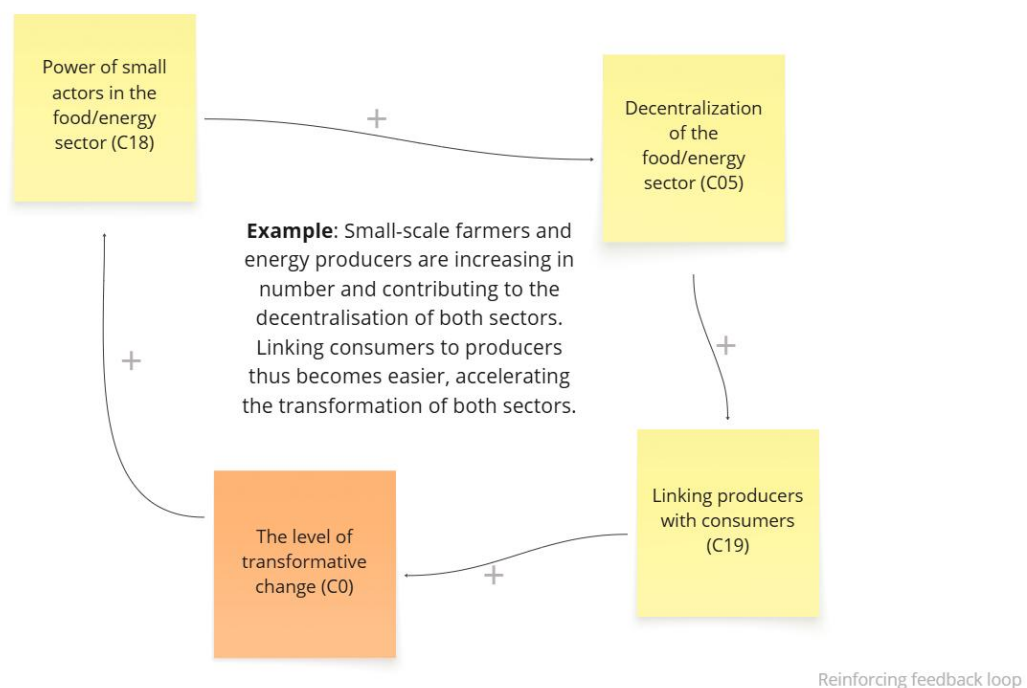 Power of small
actors in the
food/energy
sector (C18)
+
Decentralization
of the
food/energy
sector (C05)
Example: Small-scale farmers and
energy producers are increasing in
number and contributing to the
decentralisation of both sectors.
Linking consumers to producers
thus becomes easier, accelerating
the transformation of both sectors.
+
+
Linking producers
with consumers
(C19)
The level of
transformative
change (C0)
+
Reinforcing feedback loop